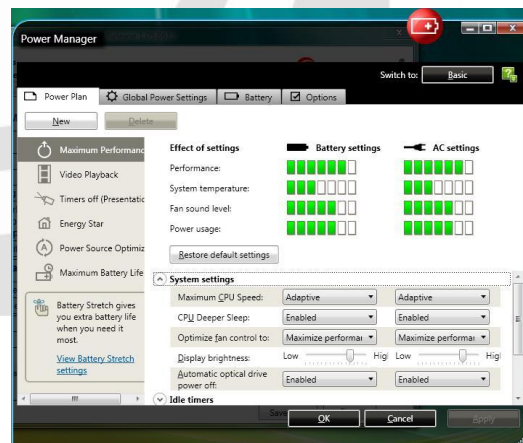 Power Manager
Switch to: Basic
Power Plan Global Power Settings Battery Options
New Delete
Maximum Performanc
Video Playback
Timers off (Presentatic
Energy Star
Power Source Optimiz
Maximum Battery Life
Battery Stretch gives
you extra battery life
when you need it
most.
View Battery Stretch
settings
Effect of settings Battery settings AC settings
Performance:
System temperature:
Fan sound level:
Power usage:
Restore default settings
System settings
Maximum CPU Speed: Adaptive Adaptive
CPU Deeper Sleep: Enabled Enabled
Optimize fan control to: Maximize performai Maximize performai
Display brightness: Low Higl Low Higl
Automatic optical drive
power off: Enabled Enabled
Idle timers
OK Cancel Apply